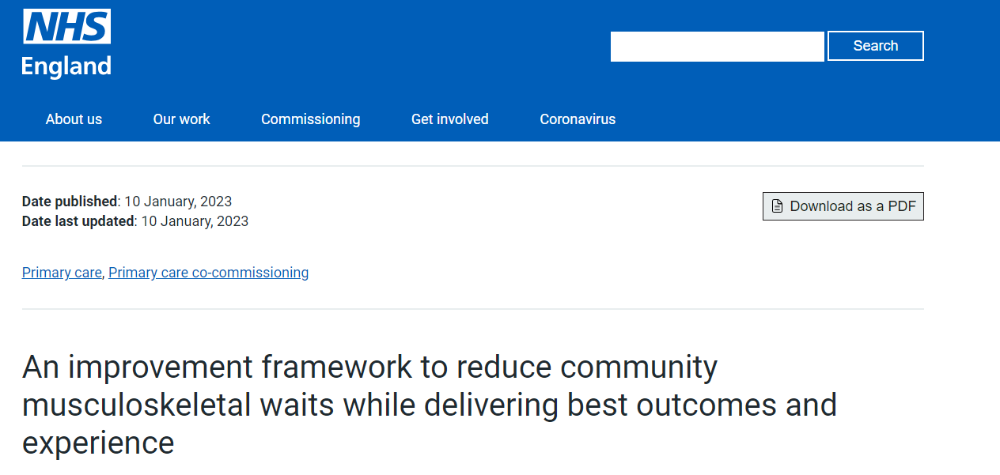 NHS
England
Search
About us
Our work
Commissioning
Get involved
Coronavirus
Date published: 10 January, 2023
Date last updated: 10 January, 2023
Download as a PDF
Primary care, Primary care co-commissioning
An improvement framework to reduce community
musculoskeletal waits while delivering best outcomes and
experience